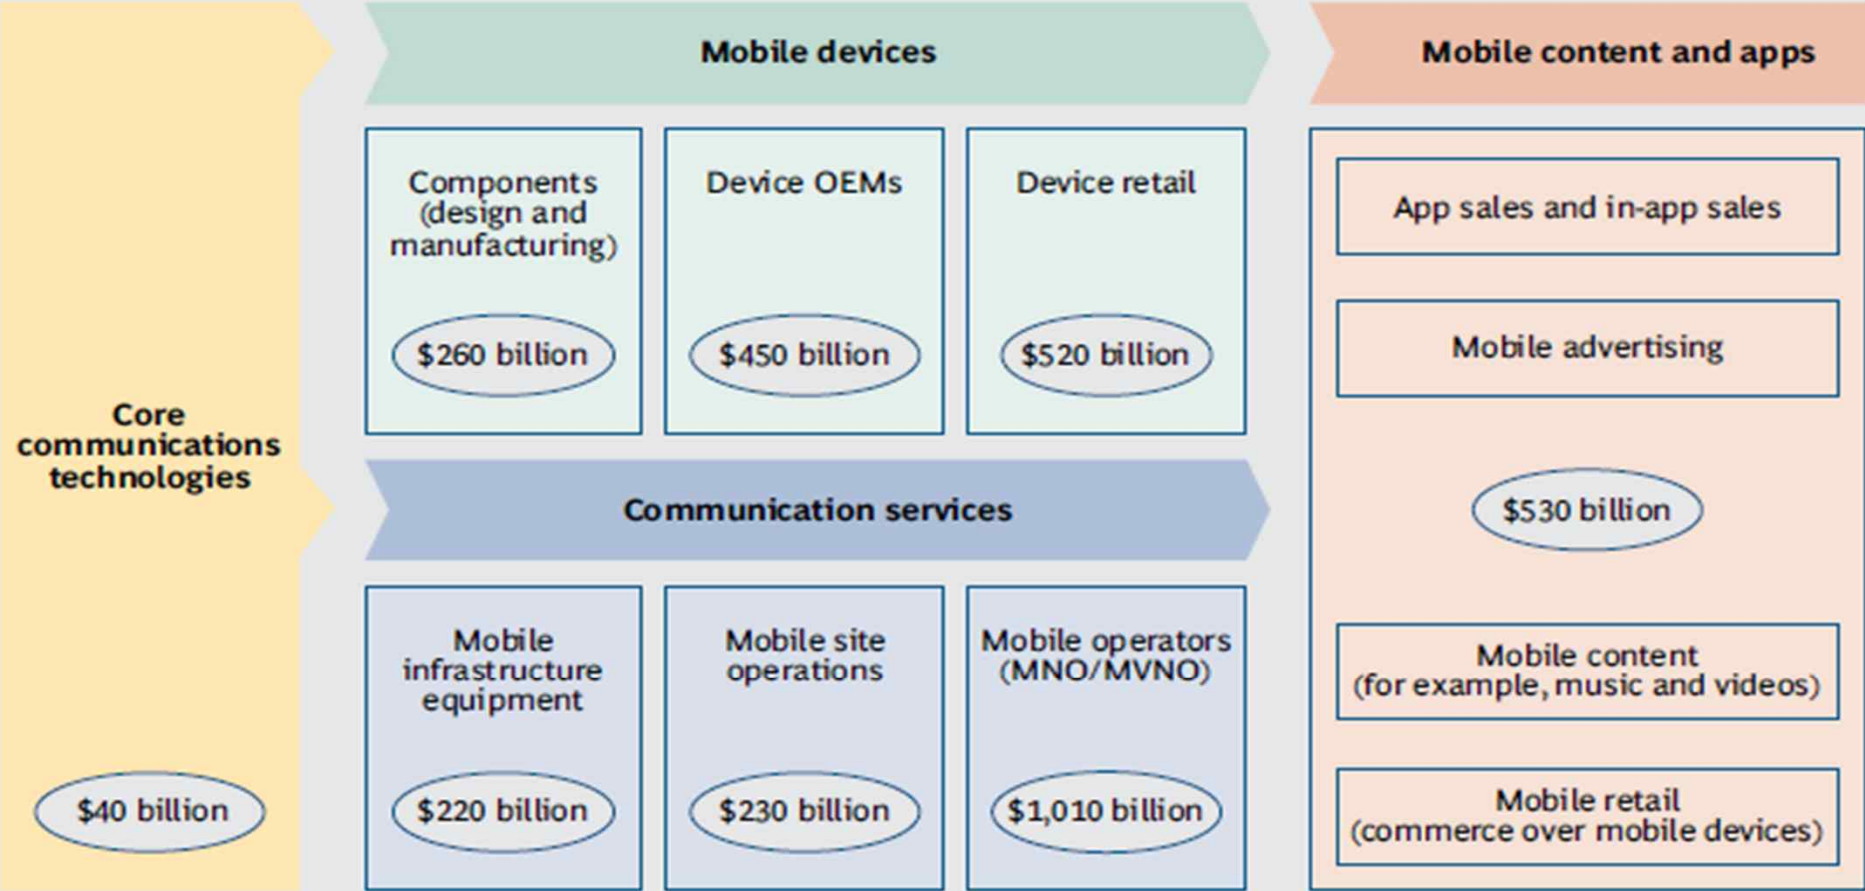 Core
communications
technologies
$40 billion
Mobile devices
Components
(design and
manufacturing)
$260 billion
Device OEMs
$450 billion
Device retail
$520 billion
Communication services
Mobile
infrastructure
equipment
$220 billion
Mobile site
operations
$230 billion
Mobile operators
(MNO/MVNO)
$1,010 billion
Mobile content and apps
App sales and in-app sales
Mobile advertising
$530 billion
Mobile content
(for example, music and videos)
Mobile retail
(commerce over mobile devices)